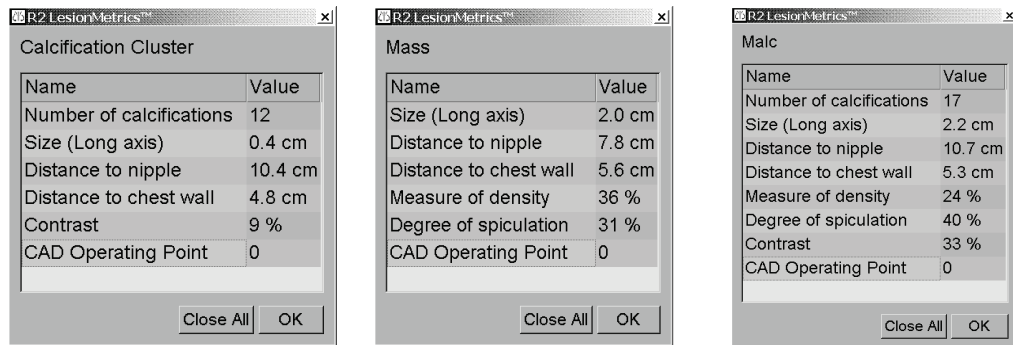 R2 LesionMetrics™
Calcification Cluster
Name Value
Number of calcifications 12
Size (Long axis) 0.4 cm
Distance to nipple 10.4 cm
Distance to chest wall 4.8 cm
Contrast 9 %
CAD Operating Point 0
Close All OK
R2 LesionMetrics™
Mass
Name Value
Size (Long axis) 2.0 cm
Distance to nipple 7.8 cm
Distance to chest wall 5.6 cm
Measure of density 36 %
Degree of spiculation 31 %
CAD Operating Point 0
Close All OK
R2 LesionMetrics™
Malc
Name Value
Number of calcifications 17
Size (Long axis) 2.2 cm
Distance to nipple 10.7 cm
Distance to chest wall 5.3 cm
Measure of density 24 %
Degree of spiculation 40 %
Contrast 33 %
CAD Operating Point 0
Close All OK